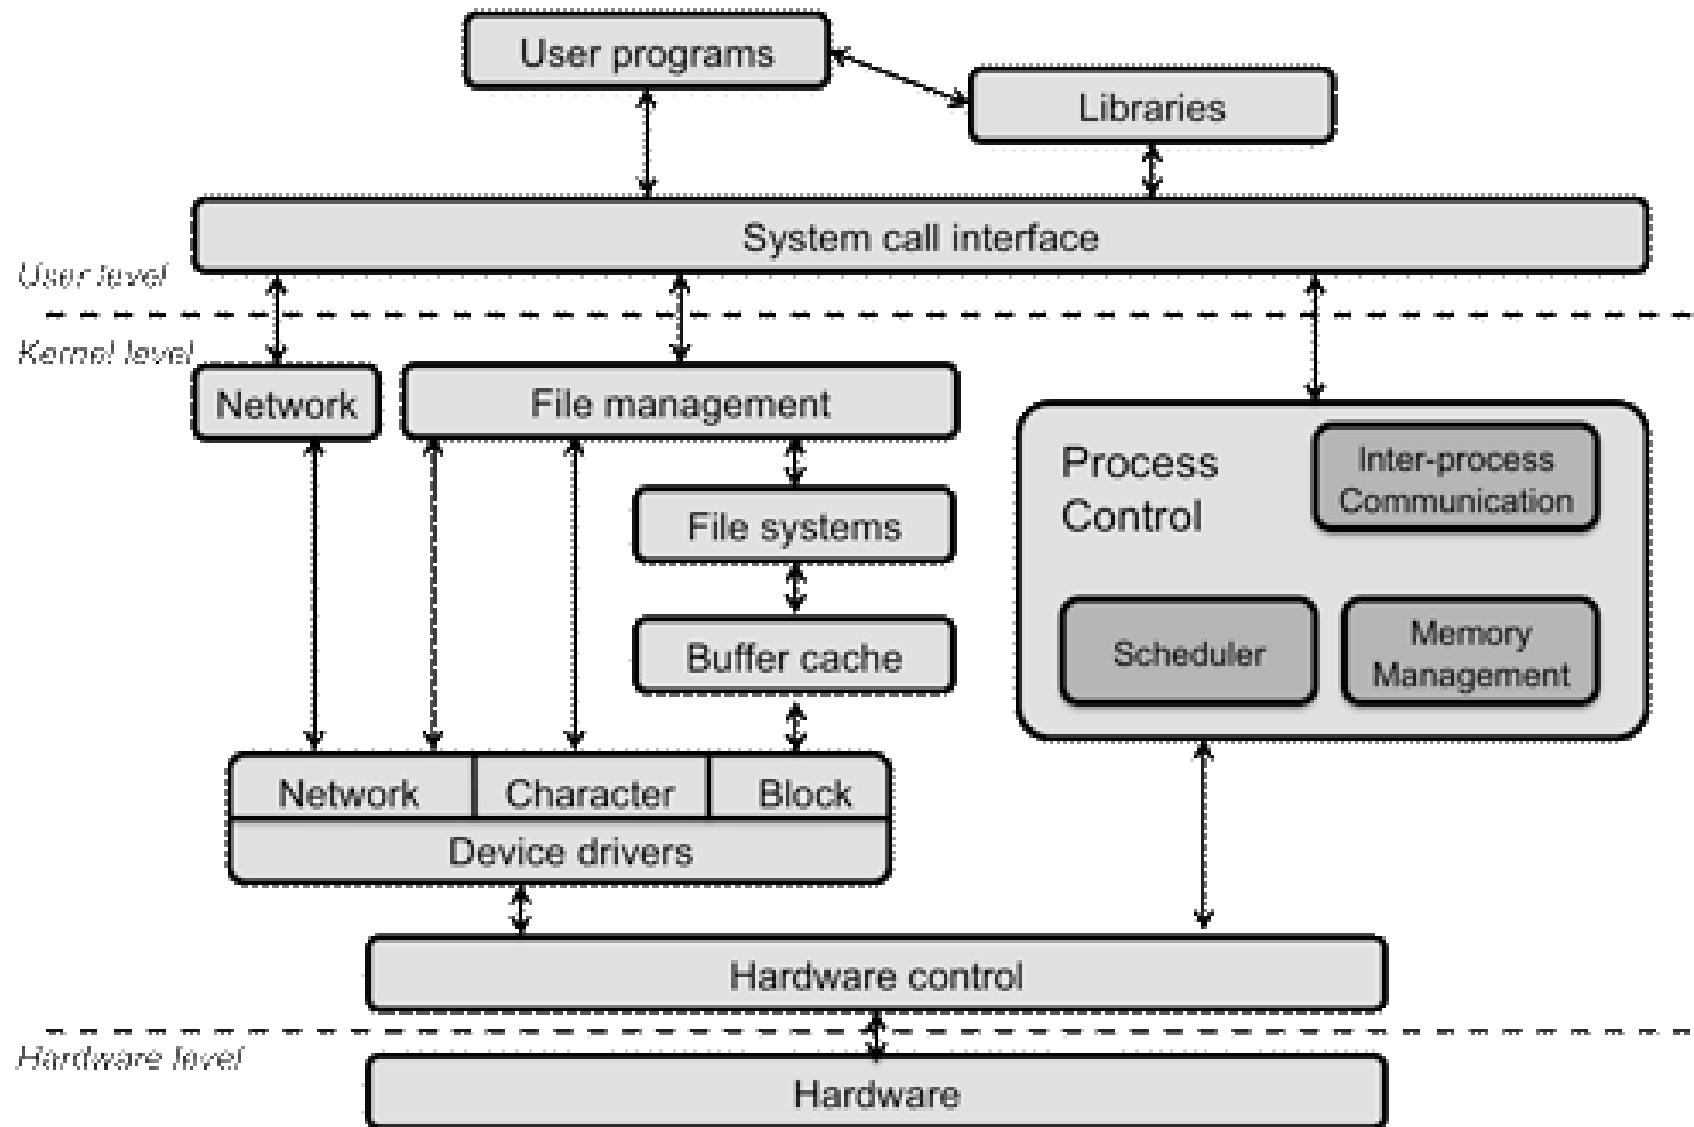 User programs
Libraries
System call interface
User level
Kernel level
Network
File management
Process
Control
Inter-process
Communication
File systems
Buffer cache
Scheduler
Memory
Management
Network
Character
Block
Device drivers
Hardware control
Hardware level
Hardware